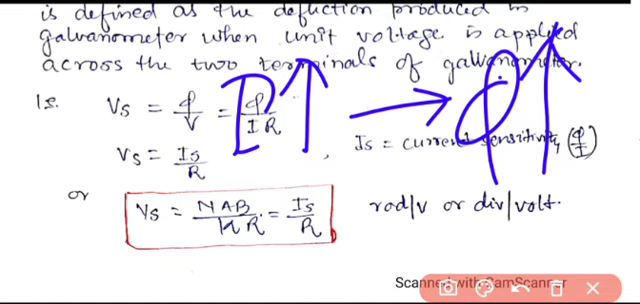 is defined as the deflection produced in
galvanometer when unit voltage is applied
across the two terminals of galvanometer.
Ie. Vs = φ/V = φ/IR
Vs = Is/R , Is = current sensitivity (φ/I)
or
Vs = NAB/KR = Is/R rad/v or div/volt.
I ↑ → φ ↑
Scanned with CamScanner